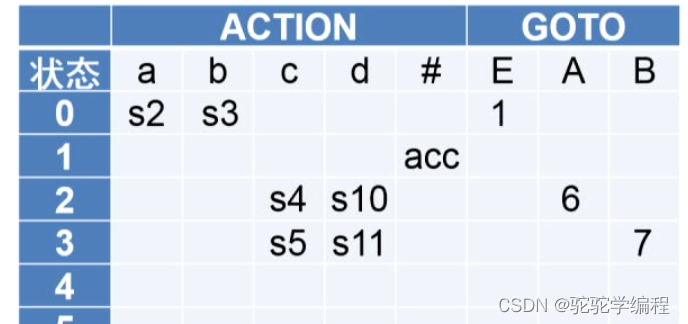 ACTION GOTO
状态 a b c d # E A B
0 s2 s3 1
1 acc
2 s4 s10 6
3 s5 s11 7
4
CSDN @驼驼学编程